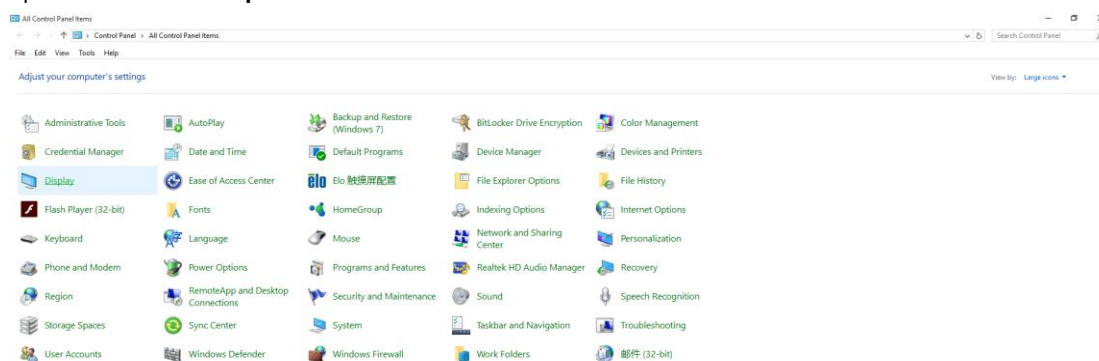 All Control Panel Items
Control Panel > All Control Panel Items
Search Control Panel
File Edit View Tools Help
Adjust your computer's settings
View by: Large icons
Administrative Tools
AutoPlay
Backup and Restore
(Windows 7)
BitLocker Drive Encryption
Color Management
Credential Manager
Date and Time
Default Programs
Device Manager
Devices and Printers
Display
Ease of Access Center
elo
Elo 触摸屏配置
File Explorer Options
File History
Flash Player (32-bit)
Fonts
HomeGroup
Indexing Options
Internet Options
Keyboard
Language
Mouse
Network and Sharing
Center
Personalization
Phone and Modem
Power Options
Programs and Features
Realtek HD Audio Manager
Recovery
Region
RemoteApp and Desktop
Connections
Security and Maintenance
Sound
Speech Recognition
Storage Spaces
Sync Center
System
Taskbar and Navigation
Troubleshooting
User Accounts
Windows Defender
Windows Firewall
Work Folders
邮件 (32-bit)